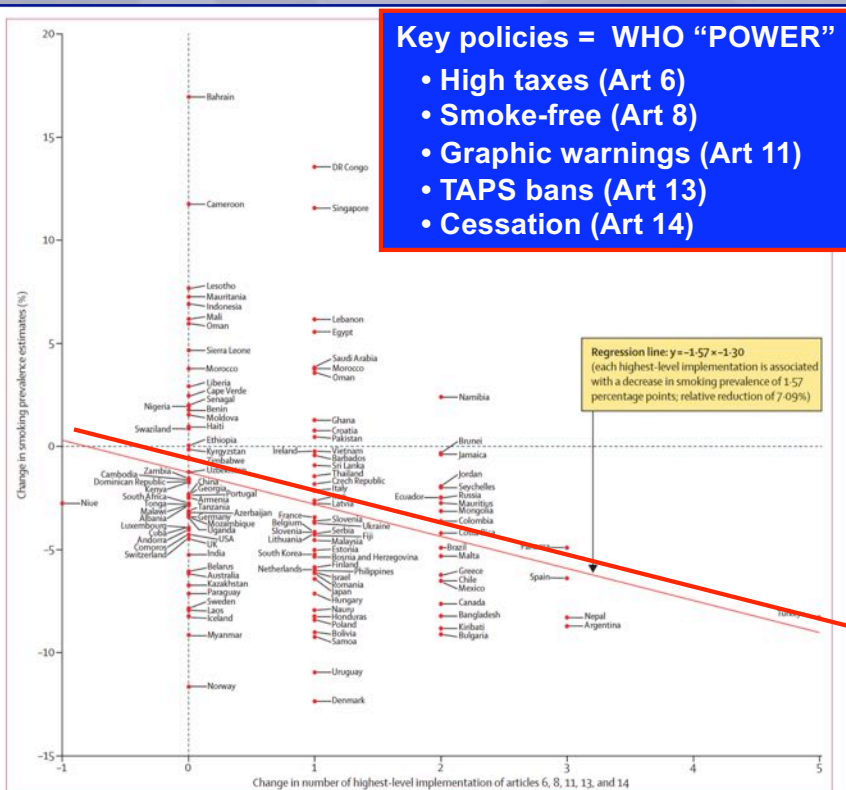 Key policies = WHO “POWER”
• High taxes (Art 6)
• Smoke-free (Art 8)
• Graphic warnings (Art 11)
• TAPS bans (Art 13)
• Cessation (Art 14)
Change in smoking prevalence estimates (%)
20
15
10
5
0
-5
-10
-15
Bahrain
Cameroon
Lesotho
Mauritania
Indonesia
Mali
Oman
Sierra Leone
Morocco
Liberia
Cape Verde
Senagal
Nigeria
Benin
Moldova
Haiti
Swaziland
Ethiopia
Kyrgyzstan
Zimbabwe
Zambia
Uzbekistan
Cambodia
Dominican Republic
China
Kenya
Georgia
South Africa
Portugal
Armenia
Tonga
Tanzania
Malawi
Azerbaijan
Albania
Germany
Luxembourg
Mozambique
Cuba
Uganda
Andorra
USA
Comoros
UK
Switzerland
India
Niue
Belarus
Australia
Kazakhstan
Paraguay
Sweden
Laos
Iceland
Myanmar
Norway
DR Congo
Singapore
Lebanon
Egypt
Saudi Arabia
Morocco
Oman
Ghana
Croatia
Pakistan
Ireland
Vietnam
Barbados
Sri Lanka
Thailand
Czech Republic
Italy
Latvia
France
Slovenia
Belgium
Ukraine
Slovenia
Serbia
Fiji
Lithuania
Malaysia
Estonia
South Korea
Bosnia and Herzegovina
Finland
Netherlands
Philippines
Israel
Romania
Japan
Hungary
Nauru
Honduras
Poland
Bolivia
Samoa
Uruguay
Denmark
Namibia
Brunei
Jamaica
Jordan
Seychelles
Ecuador
Russia
Mauritius
Mongolia
Colombia
Costa Rica
Brazil
Malta
Greece
Chile
Mexico
Canada
Bangladesh
Kiribati
Bulgaria
Panama
Spain
Nepal
Argentina
Turkey
Regression line: y=-1·57×-1·30
(each highest-level implementation is associated
with a decrease in smoking prevalence of 1·57
percentage points; relative reduction of 7·09%)
-1 0 1 2 3 4 5
Change in number of highest-level implementation of articles 6, 8, 11, 13, and 14